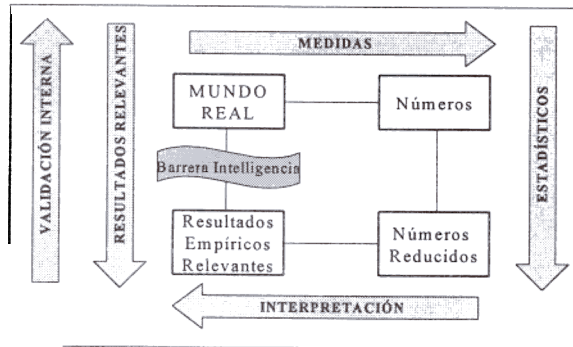 MEDIDAS
VALIDACIÓN INTERNA
RESULTADOS RELEVANTES
MUNDO
REAL
Números
ESTADÍSTICOS
Barrera Intelligencia
Resultados
Empíricos
Relevantes
Números
Reducidos
INTERPRETACIÓN